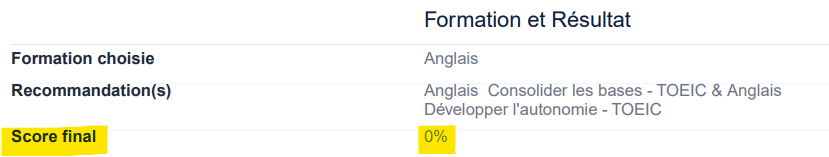 Formation et Résultat
Formation choisie Anglais
Recommandation(s) Anglais Consolider les bases - TOEIC & Anglais
Développer l'autonomie - TOEIC
Score final 0%